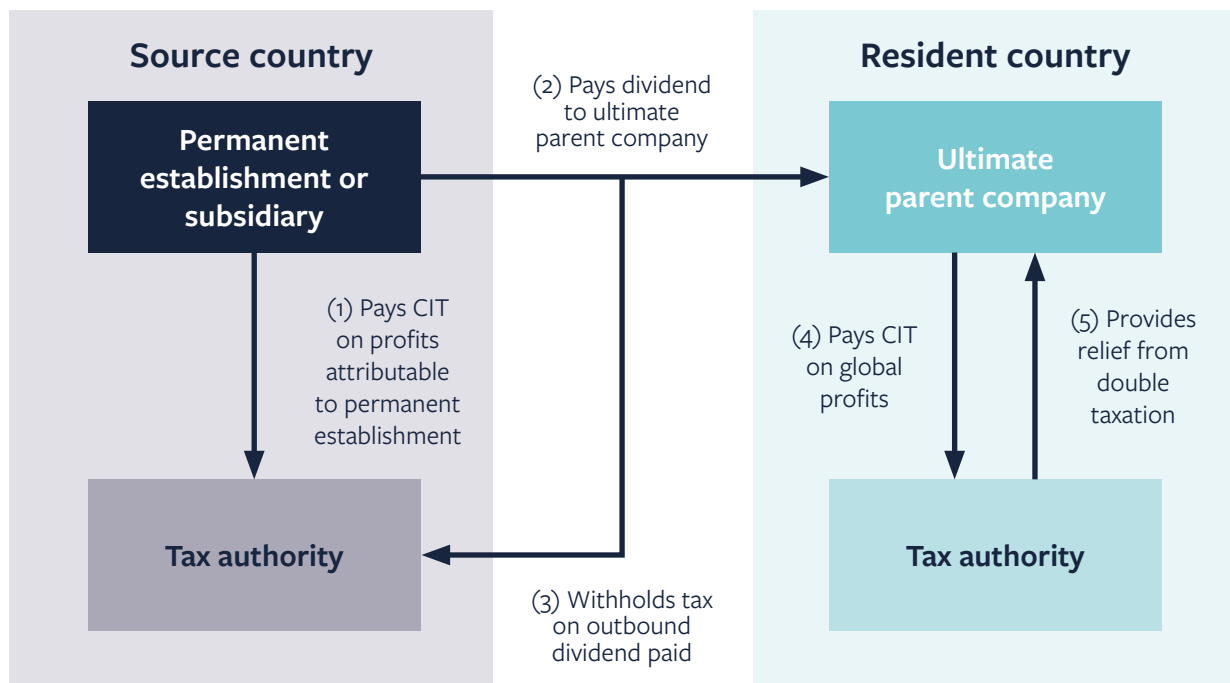 Source country
Permanent
establishment or
subsidiary
(1) Pays CIT
on profits
attributable
to permanent
establishment
Tax authority
(2) Pays dividend
to ultimate
parent company
(3) Withholds tax
on outbound
dividend paid
Resident country
Ultimate
parent company
(4) Pays CIT
on global
profits
(5) Provides
relief from
double
taxation
Tax authority